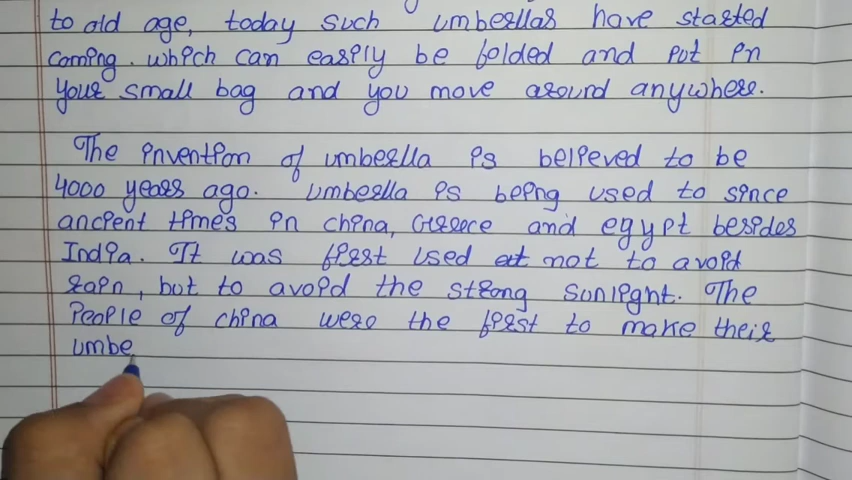 to old age, today such umbrellas have started
coming. which can easily be folded and put in
your small bag and you move around anywhere.
The invention of umbrella is believed to be
4000 years ago. Umbrella is being used to since
ancient times in china, Greece and egypt besides
India. It was first used at not to avoid
rain, but to avoid the strong sunlight. The
People of china were the first to make their
umbe